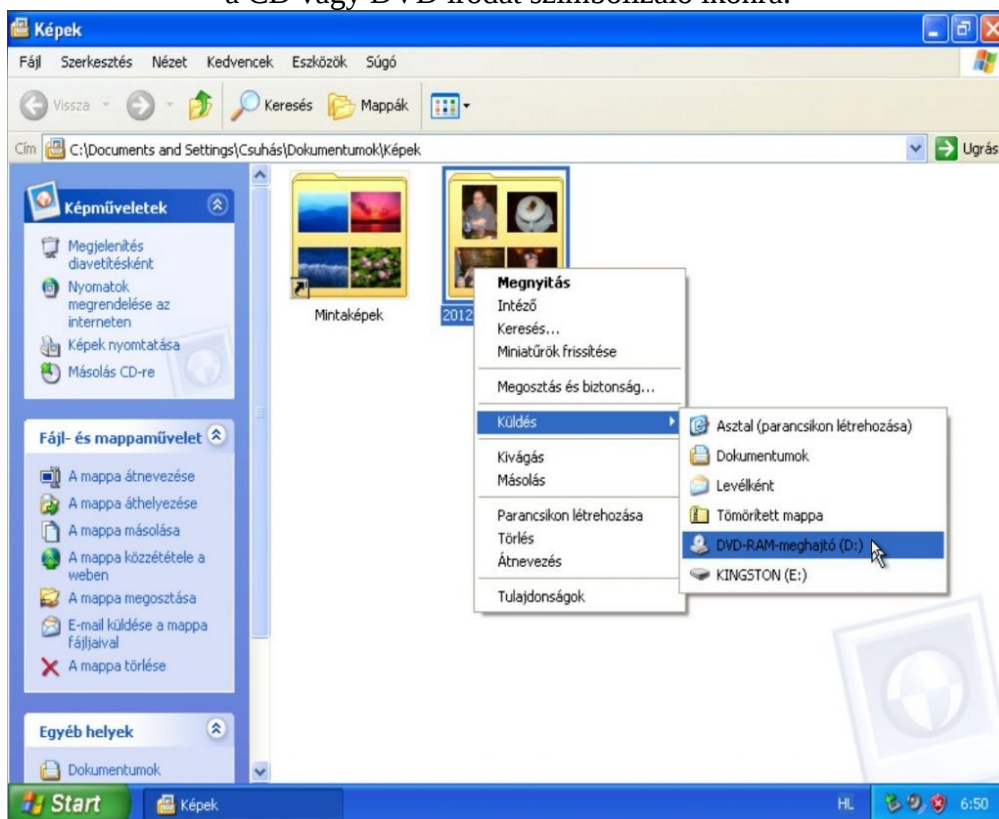 a CD vagy DVD írodát szimbolizáló ikonra.
Képek
Fájl Szerkesztés Nézet Kedvencek Eszközök Súgó
Vissza Keresés Mappák
Cím C:\Documents and Settings\Csuhás\Dokumentumok\Képek Ugrás
Képműveletek
Megjelenítés
diavetítésként
Nyomatok
megrendelése az
interneten
Képek nyomtatása
Másolás CD-re
Fájl- és mappaművelet
A mappa átnevezése
A mappa áthelyezése
A mappa másolása
A mappa közzététele a
weben
A mappa megosztása
E-mail küldése a mappa
fájljaival
A mappa törlése
Egyéb helyek
Dokumentumok
Mintaképek
2012
Megnyitás
Intéző
Keresés...
Miniatűrök frissítése
Megosztás és biztonság...
Küldés
Kivágás
Másolás
Parancsikon létrehozása
Törlés
Átnevezés
Tulajdonságok
Asztal (parancsikon létrehozása)
Dokumentumok
Levélként
Tömörített mappa
DVD-RAM-meghajtó (D:)
KINGSTON (E:)
Start Képek HL 6:50